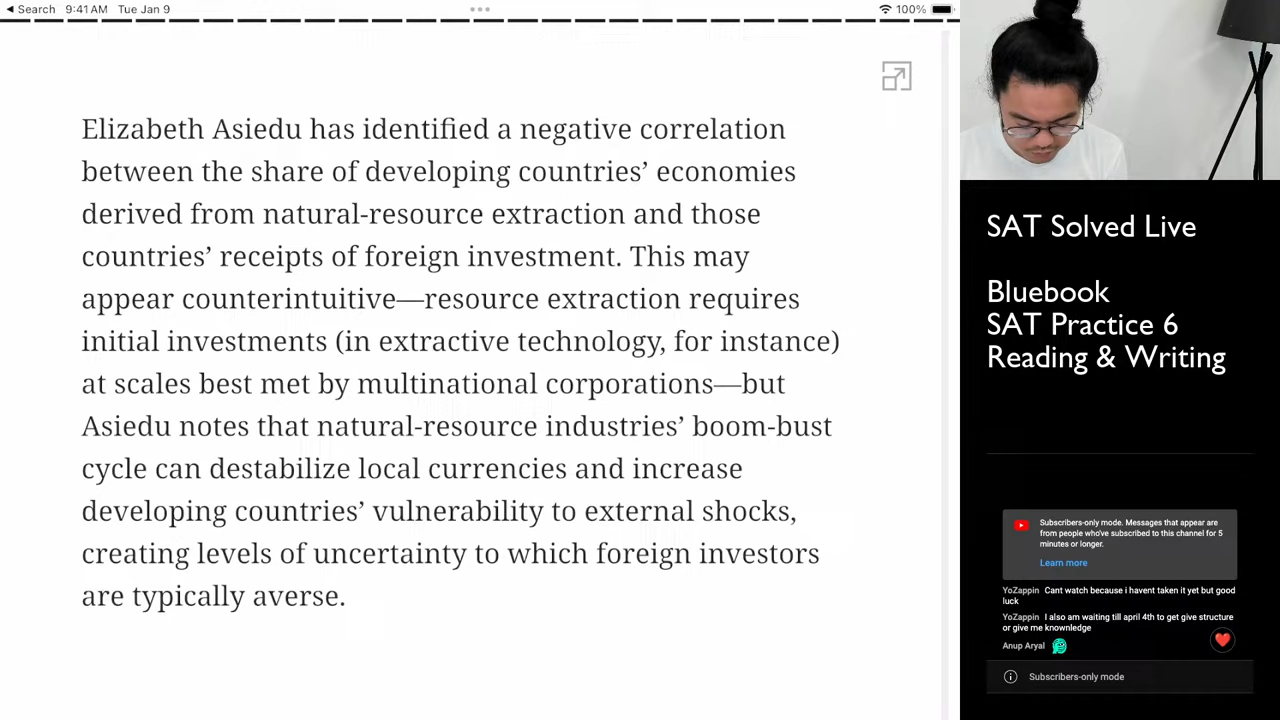 Search 9:41 AM Tue Jan 9
100%
Elizabeth Asiedu has identified a negative correlation
between the share of developing countries’ economies
derived from natural-resource extraction and those
countries’ receipts of foreign investment. This may
appear counterintuitive—resource extraction requires
initial investments (in extractive technology, for instance)
at scales best met by multinational corporations—but
Asiedu notes that natural-resource industries’ boom-bust
cycle can destabilize local currencies and increase
developing countries’ vulnerability to external shocks,
creating levels of uncertainty to which foreign investors
are typically averse.
SAT Solved Live
Bluebook
SAT Practice 6
Reading & Writing
Subscribers-only mode. Messages that appear are
from people who've subscribed to this channel for 5
minutes or longer.
Learn more
YoZappin Cant watch because i havent taken it yet but good
luck
YoZappin I also am waiting till april 4th to get give structure
or give me knownledge
Anup Aryal
Subscribers-only mode